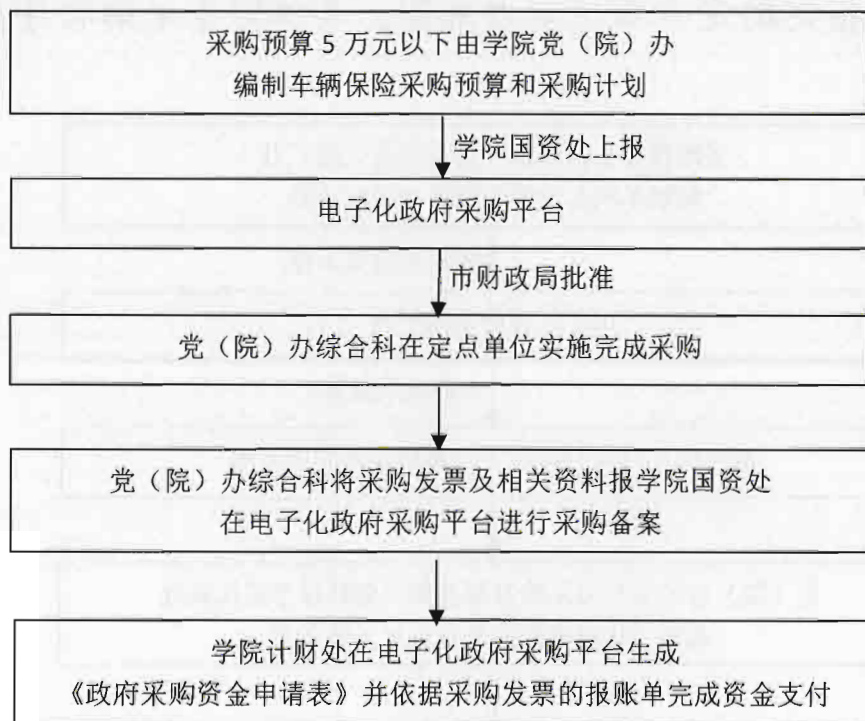 采购预算5万元以下由学院党（院）办
编制车辆保险采购预算和采购计划
学院国资处上报
电子化政府采购平台
市财政局批准
党（院）办综合科在定点单位实施完成采购
党（院）办综合科将采购发票及相关资料报学院国资处
在电子化政府采购平台进行采购备案
学院计财处在电子化政府采购平台生成
《政府采购资金申请表》并依据采购发票的报账单完成资金支付